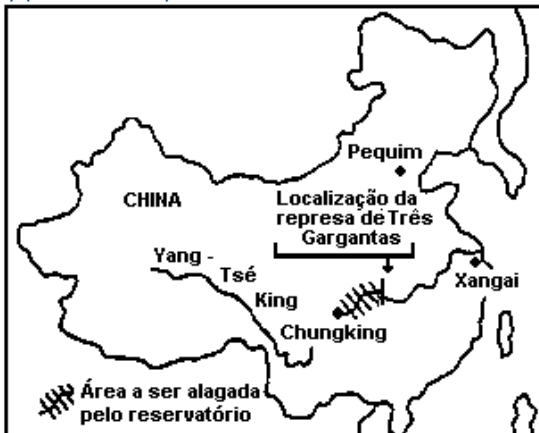 Pequim
CHINA
Localização da
represa de Três
Gargantas
Yang -
Tsé
King
Xangai
Chungking
Área a ser alagada
pelo reservatório